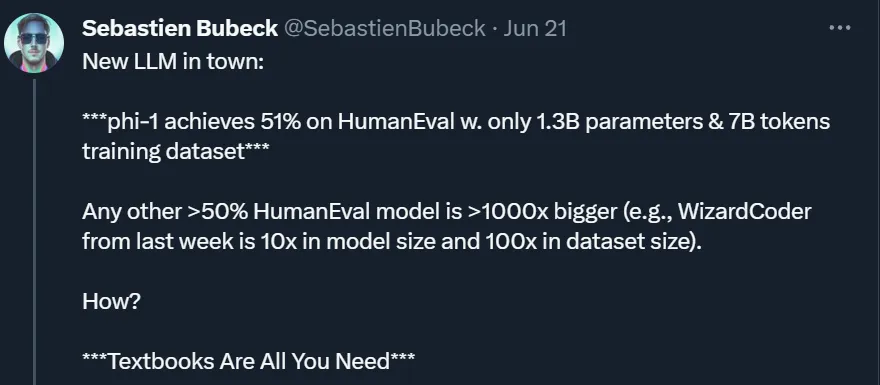 Sebastien Bubeck @SebastienBubeck · Jun 21
New LLM in town:
***phi-1 achieves 51% on HumanEval w. only 1.3B parameters & 7B tokens
training dataset***
Any other >50% HumanEval model is >1000x bigger (e.g., WizardCoder
from last week is 10x in model size and 100x in dataset size).
How?
***Textbooks Are All You Need***